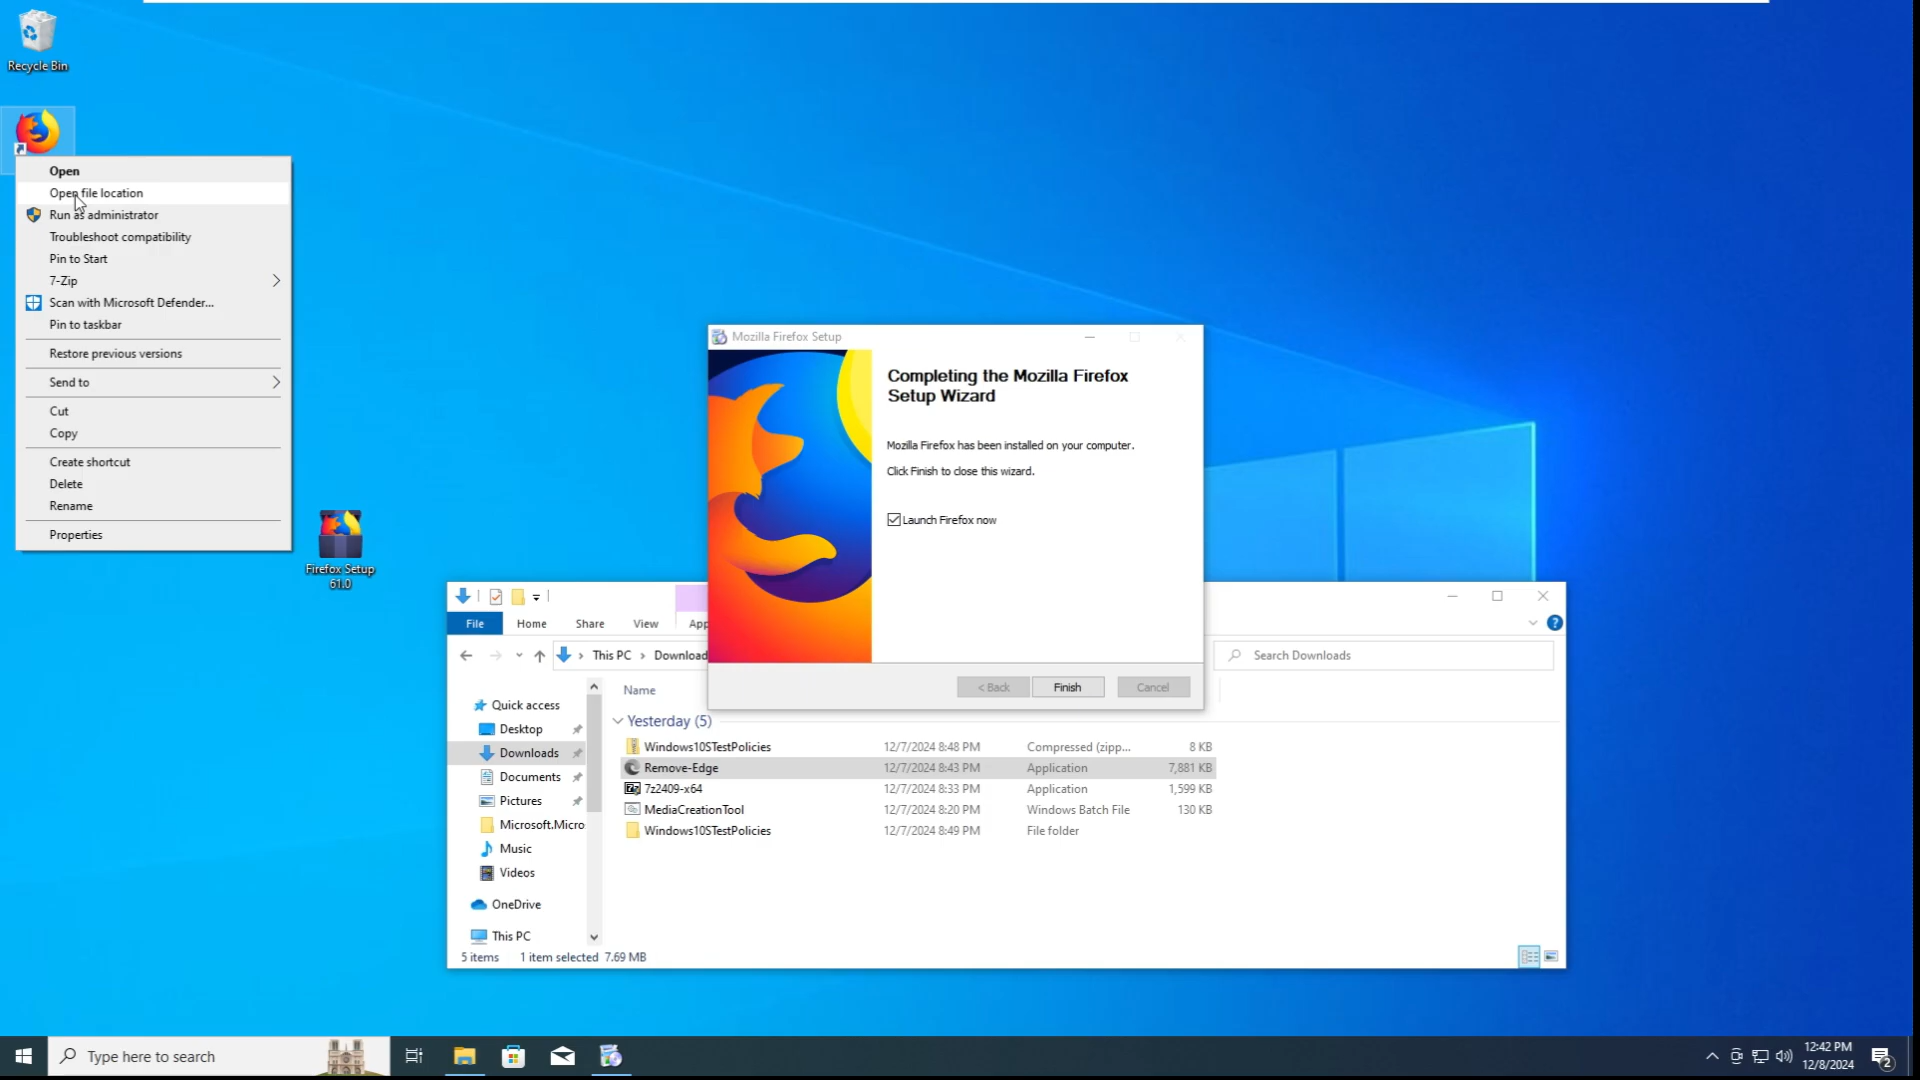 Recycle Bin
Open
Open file location
Run as administrator
Troubleshoot compatibility
Pin to Start
7-Zip
Scan with Microsoft Defender...
Pin to taskbar
Restore previous versions
Send to
Cut
Copy
Create shortcut
Delete
Rename
Properties
Firefox Setup
61.0
Mozilla Firefox Setup
Completing the Mozilla Firefox
Setup Wizard
Mozilla Firefox has been installed on your computer.
Click Finish to close this wizard.
Launch Firefox now
< Back
Finish
Cancel
File
Home
Share
View
App
This PC
Download
Search Downloads
Name
Quick access
Desktop
Downloads
Documents
Pictures
Microsoft.Micro
Music
Videos
OneDrive
This PC
Yesterday (5)
Windows10STestPolicies 12/7/2024 8:48 PM Compressed (zipp... 8 KB
Remove-Edge 12/7/2024 8:43 PM Application 7,881 KB
7z2409-x64 12/7/2024 8:33 PM Application 1,599 KB
MediaCreationTool 12/7/2024 8:20 PM Windows Batch File 130 KB
Windows10STestPolicies 12/7/2024 8:49 PM File folder
5 items 1 item selected 7.69 MB
Type here to search
12:42 PM
12/8/2024
2